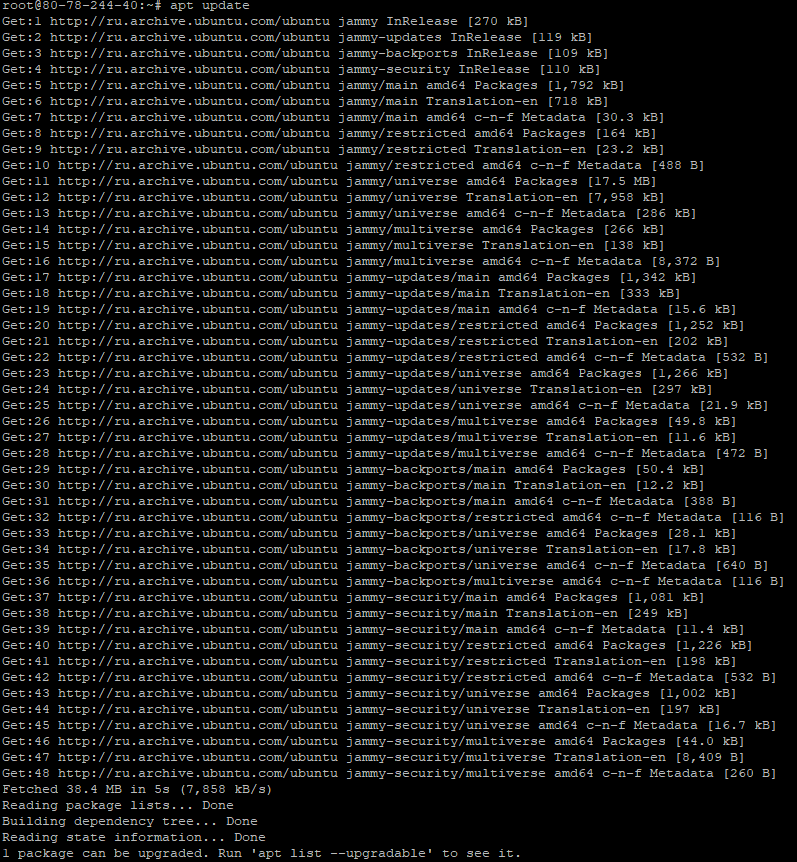 root@80-78-244-40:~# apt update
Get:1 http://ru.archive.ubuntu.com/ubuntu jammy InRelease [270 kB]
Get:2 http://ru.archive.ubuntu.com/ubuntu jammy-updates InRelease [119 kB]
Get:3 http://ru.archive.ubuntu.com/ubuntu jammy-backports InRelease [109 kB]
Get:4 http://ru.archive.ubuntu.com/ubuntu jammy-security InRelease [110 kB]
Get:5 http://ru.archive.ubuntu.com/ubuntu jammy/main amd64 Packages [1,792 kB]
Get:6 http://ru.archive.ubuntu.com/ubuntu jammy/main Translation-en [718 kB]
Get:7 http://ru.archive.ubuntu.com/ubuntu jammy/main amd64 c-n-f Metadata [30.3 kB]
Get:8 http://ru.archive.ubuntu.com/ubuntu jammy/restricted amd64 Packages [164 kB]
Get:9 http://ru.archive.ubuntu.com/ubuntu jammy/restricted Translation-en [23.2 kB]
Get:10 http://ru.archive.ubuntu.com/ubuntu jammy/restricted amd64 c-n-f Metadata [488 B]
Get:11 http://ru.archive.ubuntu.com/ubuntu jammy/universe amd64 Packages [17.5 MB]
Get:12 http://ru.archive.ubuntu.com/ubuntu jammy/universe Translation-en [7,958 kB]
Get:13 http://ru.archive.ubuntu.com/ubuntu jammy/universe amd64 c-n-f Metadata [286 kB]
Get:14 http://ru.archive.ubuntu.com/ubuntu jammy/multiverse amd64 Packages [266 kB]
Get:15 http://ru.archive.ubuntu.com/ubuntu jammy/multiverse Translation-en [138 kB]
Get:16 http://ru.archive.ubuntu.com/ubuntu jammy/multiverse amd64 c-n-f Metadata [8,372 B]
Get:17 http://ru.archive.ubuntu.com/ubuntu jammy-updates/main amd64 Packages [1,342 kB]
Get:18 http://ru.archive.ubuntu.com/ubuntu jammy-updates/main Translation-en [333 kB]
Get:19 http://ru.archive.ubuntu.com/ubuntu jammy-updates/main amd64 c-n-f Metadata [15.6 kB]
Get:20 http://ru.archive.ubuntu.com/ubuntu jammy-updates/restricted amd64 Packages [1,252 kB]
Get:21 http://ru.archive.ubuntu.com/ubuntu jammy-updates/restricted Translation-en [202 kB]
Get:22 http://ru.archive.ubuntu.com/ubuntu jammy-updates/restricted amd64 c-n-f Metadata [532 B]
Get:23 http://ru.archive.ubuntu.com/ubuntu jammy-updates/universe amd64 Packages [1,266 kB]
Get:24 http://ru.archive.ubuntu.com/ubuntu jammy-updates/universe Translation-en [297 kB]
Get:25 http://ru.archive.ubuntu.com/ubuntu jammy-updates/universe amd64 c-n-f Metadata [21.9 kB]
Get:26 http://ru.archive.ubuntu.com/ubuntu jammy-updates/multiverse amd64 Packages [49.8 kB]
Get:27 http://ru.archive.ubuntu.com/ubuntu jammy-updates/multiverse Translation-en [11.6 kB]
Get:28 http://ru.archive.ubuntu.com/ubuntu jammy-updates/multiverse amd64 c-n-f Metadata [472 B]
Get:29 http://ru.archive.ubuntu.com/ubuntu jammy-backports/main amd64 Packages [50.4 kB]
Get:30 http://ru.archive.ubuntu.com/ubuntu jammy-backports/main Translation-en [12.2 kB]
Get:31 http://ru.archive.ubuntu.com/ubuntu jammy-backports/main amd64 c-n-f Metadata [388 B]
Get:32 http://ru.archive.ubuntu.com/ubuntu jammy-backports/restricted amd64 c-n-f Metadata [116 B]
Get:33 http://ru.archive.ubuntu.com/ubuntu jammy-backports/universe amd64 Packages [28.1 kB]
Get:34 http://ru.archive.ubuntu.com/ubuntu jammy-backports/universe Translation-en [17.8 kB]
Get:35 http://ru.archive.ubuntu.com/ubuntu jammy-backports/universe amd64 c-n-f Metadata [640 B]
Get:36 http://ru.archive.ubuntu.com/ubuntu jammy-backports/multiverse amd64 c-n-f Metadata [116 B]
Get:37 http://ru.archive.ubuntu.com/ubuntu jammy-security/main amd64 Packages [1,081 kB]
Get:38 http://ru.archive.ubuntu.com/ubuntu jammy-security/main Translation-en [249 kB]
Get:39 http://ru.archive.ubuntu.com/ubuntu jammy-security/main amd64 c-n-f Metadata [11.4 kB]
Get:40 http://ru.archive.ubuntu.com/ubuntu jammy-security/restricted amd64 Packages [1,226 kB]
Get:41 http://ru.archive.ubuntu.com/ubuntu jammy-security/restricted Translation-en [198 kB]
Get:42 http://ru.archive.ubuntu.com/ubuntu jammy-security/restricted amd64 c-n-f Metadata [532 B]
Get:43 http://ru.archive.ubuntu.com/ubuntu jammy-security/universe amd64 Packages [1,002 kB]
Get:44 http://ru.archive.ubuntu.com/ubuntu jammy-security/universe Translation-en [197 kB]
Get:45 http://ru.archive.ubuntu.com/ubuntu jammy-security/universe amd64 c-n-f Metadata [16.7 kB]
Get:46 http://ru.archive.ubuntu.com/ubuntu jammy-security/multiverse amd64 Packages [44.0 kB]
Get:47 http://ru.archive.ubuntu.com/ubuntu jammy-security/multiverse Translation-en [8,409 B]
Get:48 http://ru.archive.ubuntu.com/ubuntu jammy-security/multiverse amd64 c-n-f Metadata [260 B]
Fetched 38.4 MB in 5s (7,858 kB/s)
Reading package lists... Done
Building dependency tree... Done
Reading state information... Done
1 package can be upgraded. Run 'apt list --upgradable' to see it.